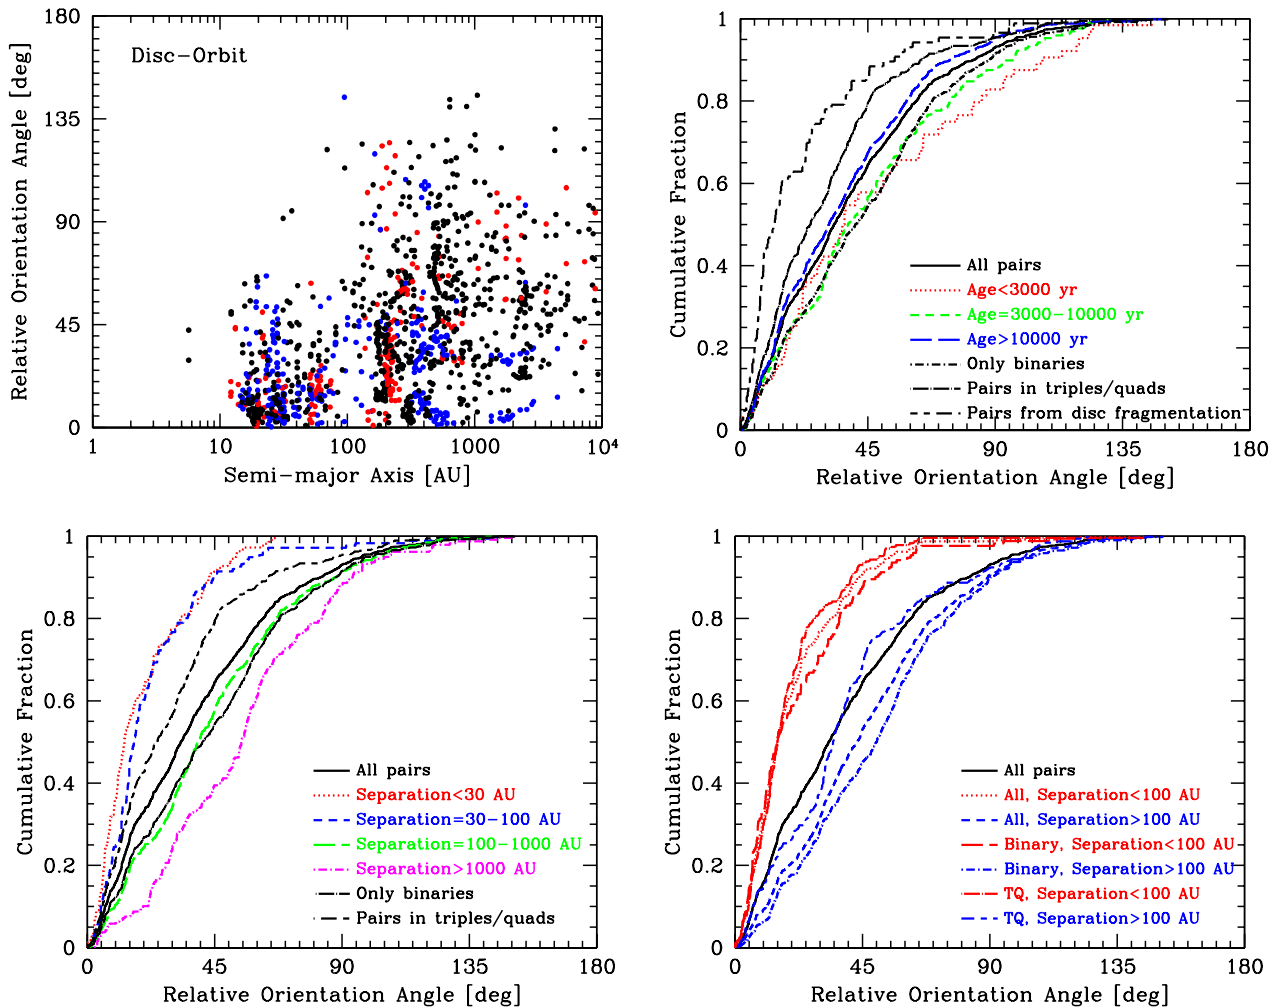 180
135
90
45
0
Relative Orientation Angle [deg]
Disc-Orbit
1
10
100
1000
10⁴
Semi-major Axis [AU]
1
0.8
0.6
0.4
0.2
0
Cumulative Fraction
All pairs
Age<3000 yr
Age=3000-10000 yr
Age>10000 yr
Only binaries
Pairs in triples/quads
Pairs from disc fragmentation
0
45
90
135
180
Relative Orientation Angle [deg]
1
0.8
0.6
0.4
0.2
0
Cumulative Fraction
All pairs
Separation<30 AU
Separation=30-100 AU
Separation=100-1000 AU
Separation>1000 AU
Only binaries
Pairs in triples/quads
0
45
90
135
180
Relative Orientation Angle [deg]
1
0.8
0.6
0.4
0.2
0
Cumulative Fraction
All pairs
All, Separation<100 AU
All, Separation>100 AU
Binary, Separation<100 AU
Binary, Separation>100 AU
TQ, Separation<100 AU
TQ, Separation>100 AU
0
45
90
135
180
Relative Orientation Angle [deg]